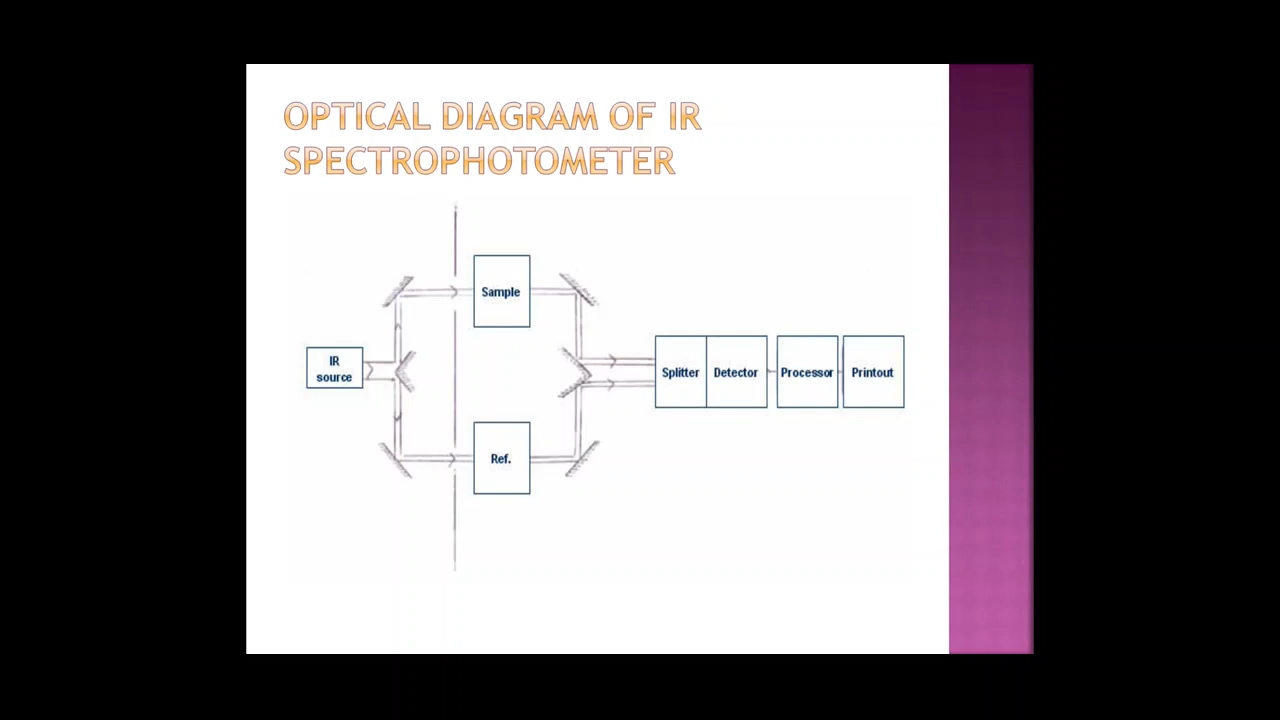 OPTICAL DIAGRAM OF IR
SPECTROPHOTOMETER
Sample
IR
source
Splitter
Detector
Processor
Printout
Ref.